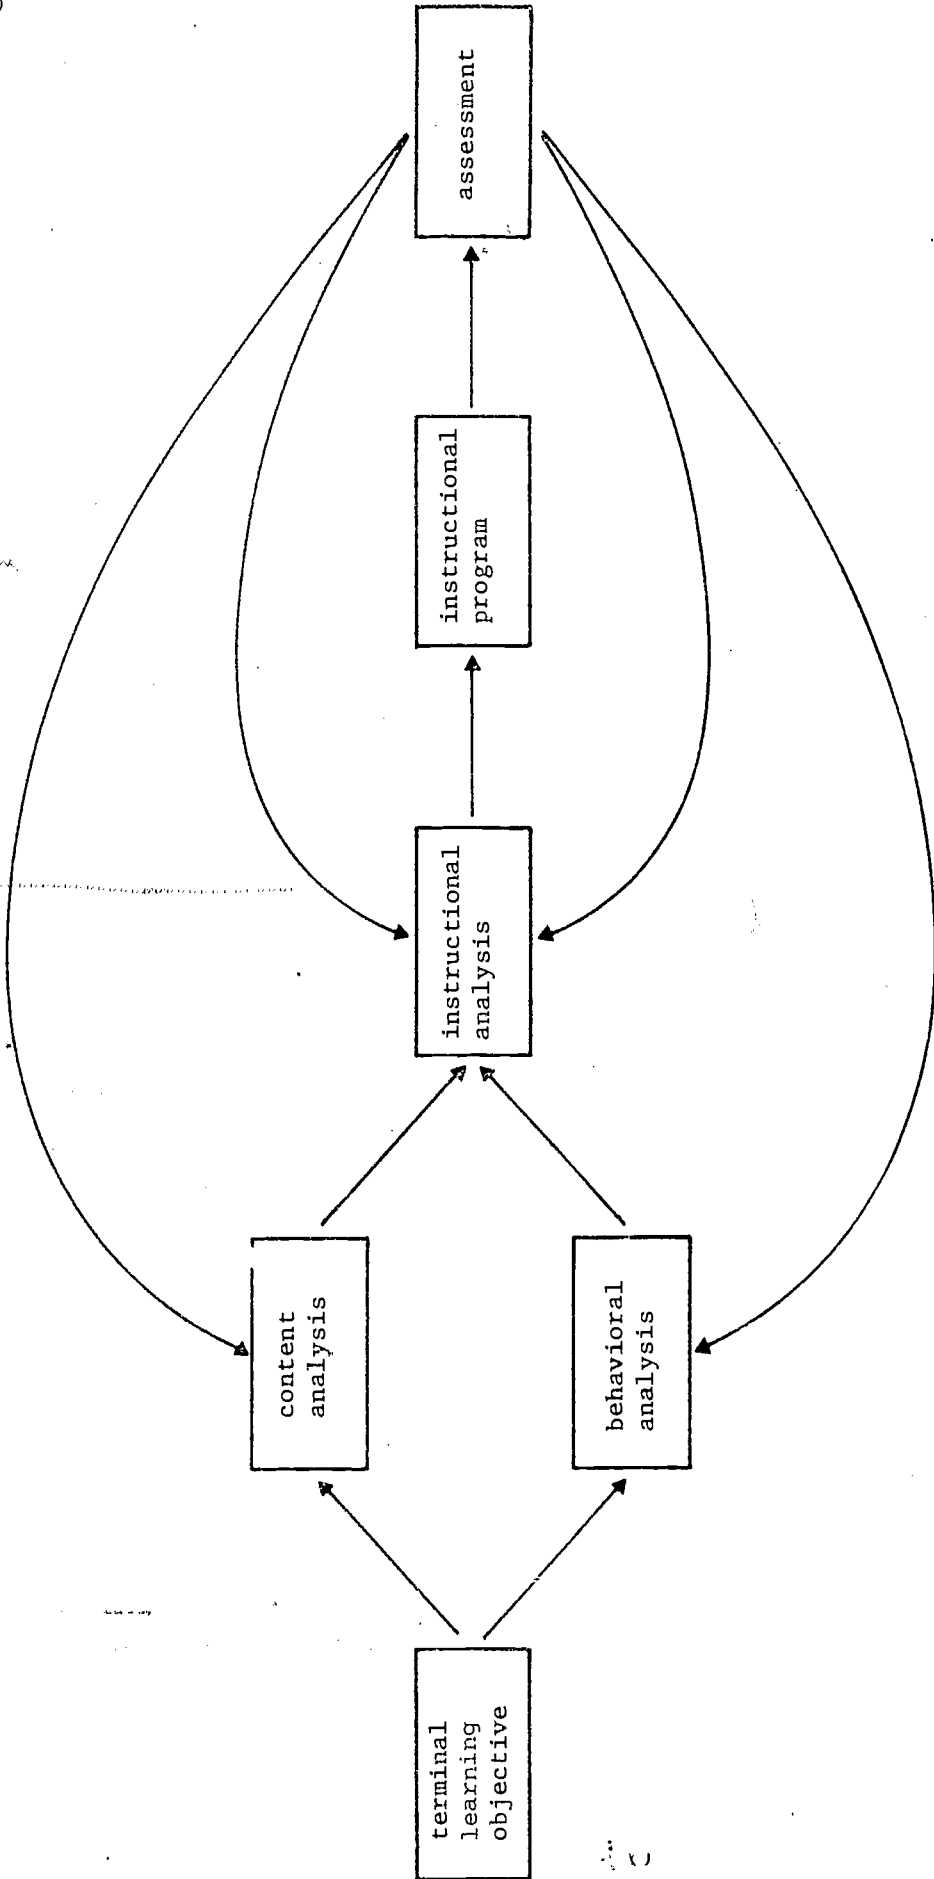 terminal
learning
objective
content
analysis
behavioral
analysis
instructional
analysis
instructional
program
assessment